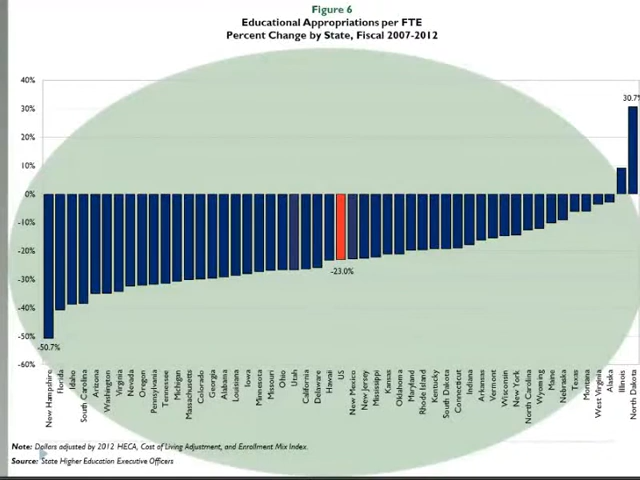 Figure 6
Educational Appropriations per FTE
Percent Change by State, Fiscal 2007-2012
40%
30%
20%
10%
0%
-10%
-20%
-30%
-40%
-50%
-60%
30.7%
-23.0%
-50.7%
New Hampshire
Florida
Idaho
South Carolina
Arizona
Washington
Virginia
Nevada
Oregon
Pennsylvania
Tennessee
Michigan
Massachusetts
Colorado
Georgia
Alabama
Louisiana
Iowa
Minnesota
Missouri
Ohio
Utah
California
Delaware
Hawaii
US
New Mexico
New Jersey
Mississippi
Kansas
Oklahoma
Maryland
Rhode Island
Kentucky
South Dakota
Connecticut
Indiana
Arkansas
Vermont
Wisconsin
New York
North Carolina
Wyoming
Maine
Nebraska
Texas
Montana
West Virginia
Alaska
Illinois
North Dakota
Note: Dollars adjusted by 2012 HECA, Cost of Living Adjustment, and Enrollment Mix Index.
Source: State Higher Education Executive Officers